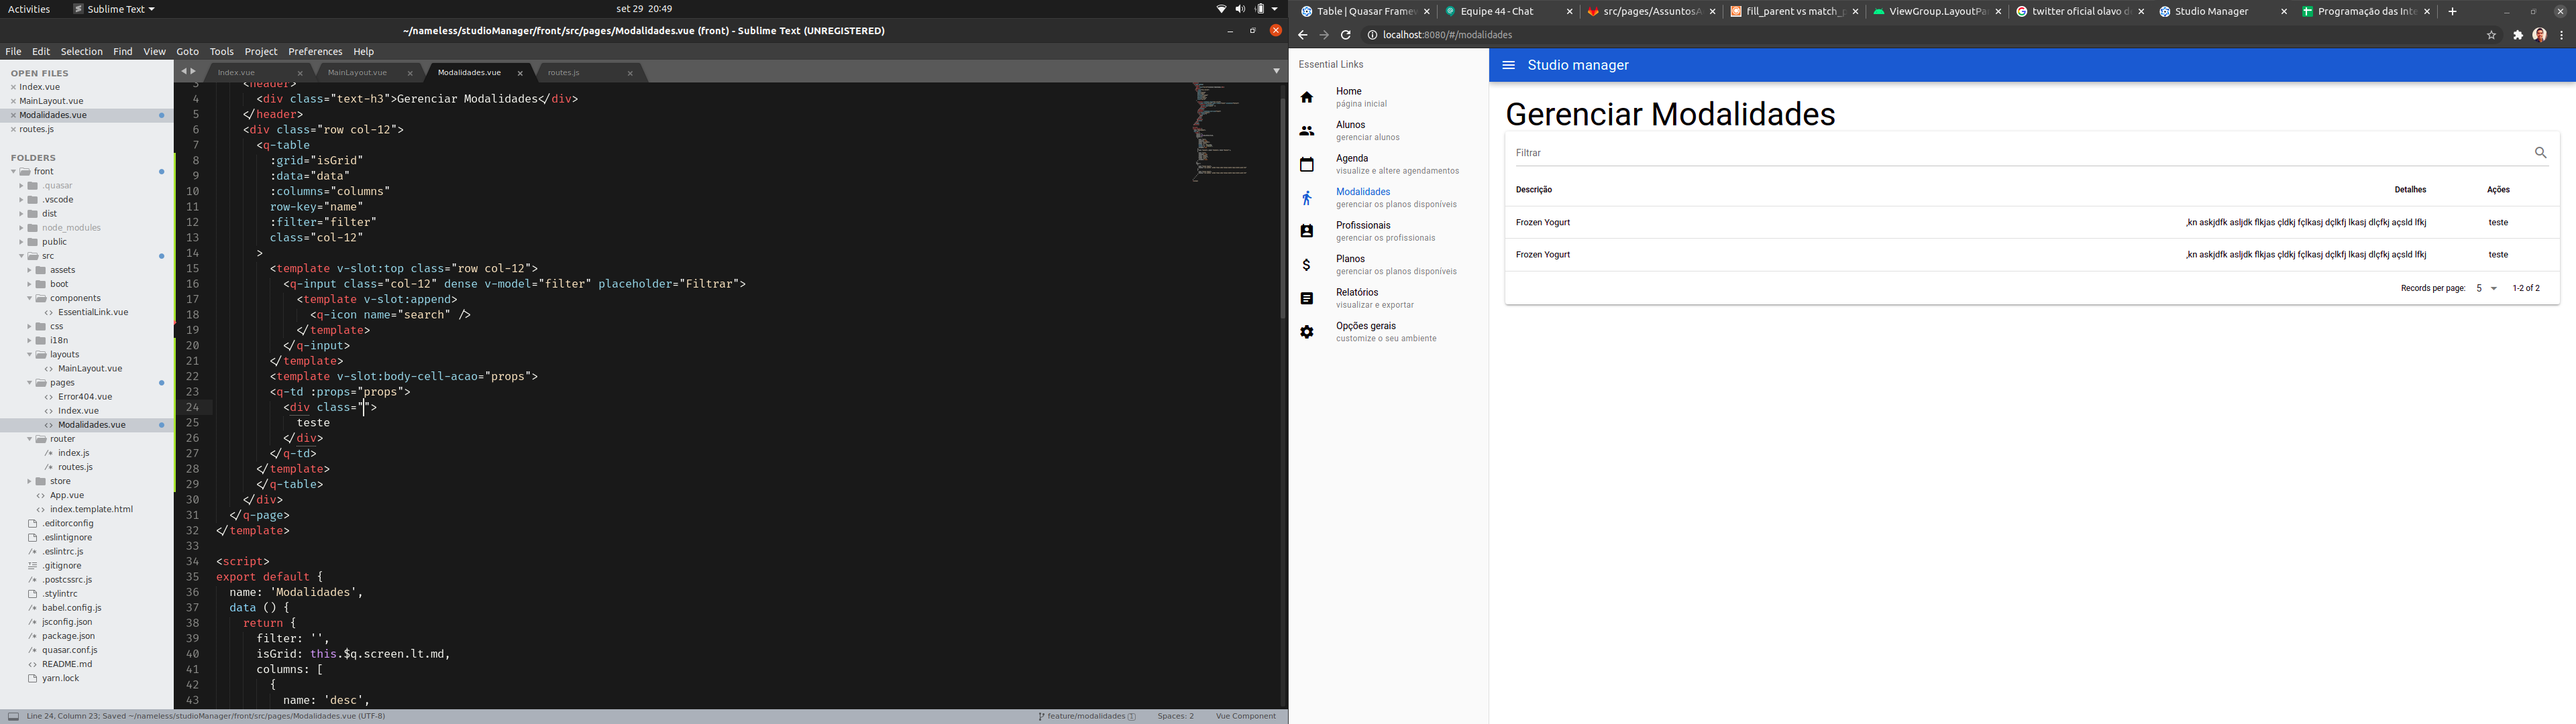 Activities
Sublime Text
set 29 20:49
~/nameless/studioManager/front/src/pages/Modalidades.vue (front) - Sublime Text (UNREGISTERED)
File Edit Selection Find View Goto Tools Project Preferences Help
OPEN FILES
Index.vue
MainLayout.vue
Modalidades.vue
routes.js
FOLDERS
front
.quasar
.vscode
dist
node_modules
public
src
assets
boot
components
EssentialLink.vue
css
i18n
layouts
MainLayout.vue
pages
Error404.vue
Index.vue
Modalidades.vue
router
index.js
routes.js
store
App.vue
index.template.html
.editorconfig
.eslintignore
.eslintrc.js
.gitignore
.postcssrc.js
.stylintrc
babel.config.js
jsconfig.json
package.json
quasar.conf.js
README.md
yarn.lock
Index.vue MainLayout.vue Modalidades.vue routes.js
3 <header>
4 <div class="text-h3">Gerenciar Modalidades</div>
5 </header>
6 <div class="row col-12">
7 <q-table
8 :grid="isGrid"
9 :data="data"
10 :columns="columns"
11 row-key="name"
12 :filter="filter"
13 class="col-12"
14 >
15 <template v-slot:top class="row col-12">
16 <q-input class="col-12" dense v-model="filter" placeholder="Filtrar">
17 <template v-slot:append>
18 <q-icon name="search" />
19 </template>
20 </q-input>
21 </template>
22 <template v-slot:body-cell-acao="props">
23 <q-td :props="props">
24 <div class="">
25 teste
26 </div>
27 </q-td>
28 </template>
29 </q-table>
30 </div>
31 </q-page>
32 </template>
33
34 <script>
35 export default {
36 name: 'Modalidades',
37 data () {
38 return {
39 filter: '',
40 isGrid: this.$q.screen.lt.md,
41 columns: [
42 {
43 name: 'desc',
Line 24, Column 23; Saved ~/nameless/studioManager/front/src/pages/Modalidades.vue (UTF-8)
feature/modalidades 1
Spaces: 2
Vue Component
Table | Quasar Frame
Equipe 44 - Chat
src/pages/AssuntosA
fill_parent vs match_p
ViewGroup.LayoutPa
twitter oficial olavo d
Studio Manager
Programação das Inte
localhost:8080/#/modalidades
Essential Links
Home
página inicial
Alunos
gerenciar alunos
Agenda
visualize e altere agendamentos
Modalidades
gerenciar os planos disponíveis
Profissionais
gerenciar os profissionais
Planos
gerenciar os planos disponíveis
Relatórios
visualizar e exportar
Opções gerais
customize o seu ambiente
Studio manager
Gerenciar Modalidades
Filtrar
Descrição Detalhes Ações
Frozen Yogurt ,kn askjdfk asljdk flkjas çldkj fçlkasj dçlkfj lkasj dlçfkj açsld lfkj teste
Frozen Yogurt ,kn askjdfk asljdk flkjas çldkj fçlkasj dçlkfj lkasj dlçfkj açsld lfkj teste
Records per page: 5 1-2 of 2